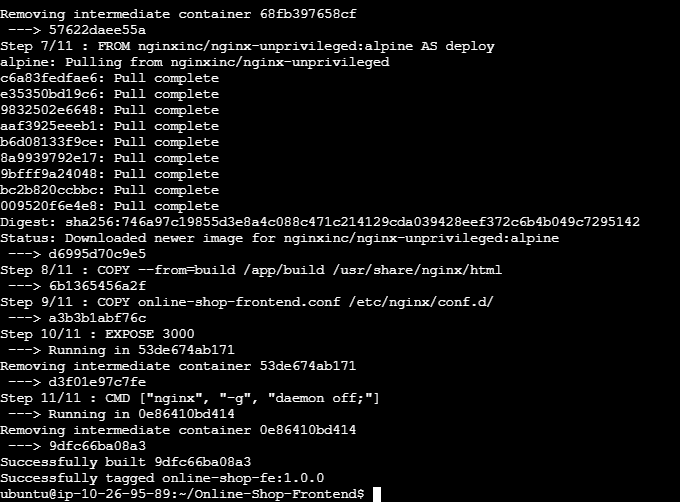 Removing intermediate container 68fb397658cf
 ---> 57622daee55a
Step 7/11 : FROM nginxinc/nginx-unprivileged:alpine AS deploy
alpine: Pulling from nginxinc/nginx-unprivileged
c6a83fedfae6: Pull complete
e35350bd19c6: Pull complete
9832502e6648: Pull complete
aaf3925eeeb1: Pull complete
b6d08133f9ce: Pull complete
8a9939792e17: Pull complete
9bfff9a24048: Pull complete
bc2b820ccbbc: Pull complete
009520f6e4e8: Pull complete
Digest: sha256:746a97c19855d3e8a4c088c471c214129cda039428eef372c6b4b049c7295142
Status: Downloaded newer image for nginxinc/nginx-unprivileged:alpine
 ---> d6995d70c9e5
Step 8/11 : COPY --from=build /app/build /usr/share/nginx/html
 ---> 6b1365456a2f
Step 9/11 : COPY online-shop-frontend.conf /etc/nginx/conf.d/
 ---> a3b3b1abf76c
Step 10/11 : EXPOSE 3000
 ---> Running in 53de674ab171
Removing intermediate container 53de674ab171
 ---> d3f01e97c7fe
Step 11/11 : CMD ["nginx", "-g", "daemon off;"]
 ---> Running in 0e86410bd414
Removing intermediate container 0e86410bd414
 ---> 9dfc66ba08a3
Successfully built 9dfc66ba08a3
Successfully tagged online-shop-fe:1.0.0
ubuntu@ip-10-26-95-89:~/Online-Shop-Frontend$